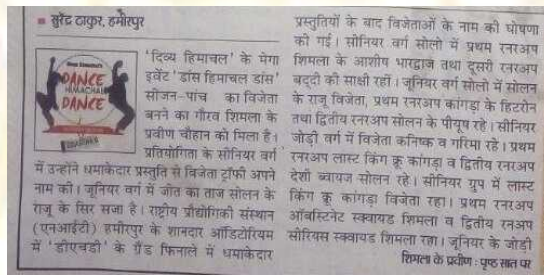 सुरेंद्र ठाकुर, हमीरपुर
DANCE
HIMACHAL
DANCE
'दिव्य हिमाचल' के मेगा
इवेंट 'डांस हिमाचल डांस'
सीजन-पांच का विजेता
बनने का गौरव शिमला के
प्रवीण चौहान को मिला है।
प्रतियोगिता के सीनियर वर्ग
में उन्होंने धमाकेदार प्रस्तुति से विजेता ट्रॉफी अपने
नाम की। जूनियर वर्ग में जीत का ताज सोलन के
राजू के सिर सजा है। राष्ट्रीय प्रौद्योगिकी संस्थान
(एनआईटी) हमीरपुर के शानदार ऑडिटोरियम
में 'डीएचडी' के ग्रैंड फिनाले में धमाकेदार
प्रस्तुतियों के बाद विजेताओं के नाम की घोषणा
की गई। सीनियर वर्ग सोलो में प्रथम रनरअप
शिमला के आशीय भारद्वाज तथा दूसरी रनरअप
बद्दी की साक्षी रहीं। जूनियर वर्ग सोलो में सोलन
के राजू विजेता, प्रथम रनरअप कांगड़ा के हिटरोन
तथा द्वितीय रनरअप सोलन के पीयूष रहे। सीनियर
जोड़ी वर्ग में विजेता कनिष्क व गरिमा रहे। प्रथम
रनरअप लास्ट किंग क्रू कांगड़ा व द्वितीय रनरअप
देशी ब्वायज सोलन रहे। सीनियर ग्रुप में लास्ट
किंग क्रू कांगड़ा विजेता रहा। प्रथम रनरअप
ऑबस्टिनेट स्क्वायड शिमला व द्वितीय रनअप
सीरियस स्क्वायड शिमला रहा। जूनियर के जोड़ी
शिमला के प्रवीण : पृष्ठ सात पर